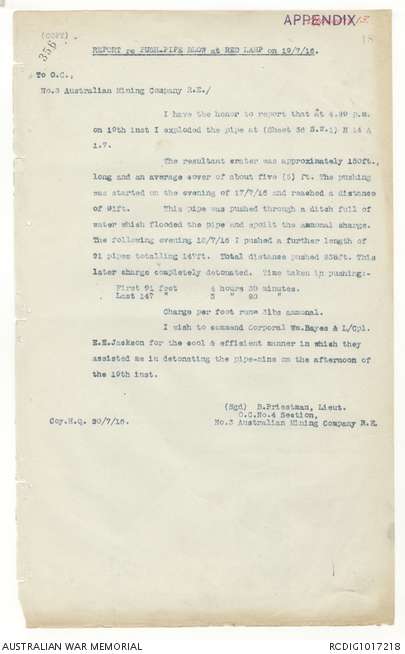 (COPY)
APPENDIX 13.
356
18
REPORT re PUSH-PIPE BLOW at RED LAMP on 19/7/16.
To O.C.,
No.3 Australian Mining Company R.E./
I have the honor to report that at 4.30 p.m.
on 19th inst I exploded the pipe at (Sheet 36 S.W.1) N 14 A
1.7.
The resultant crater was approximately 150ft.,
long and an average cover of about five (5) ft. The pushing
was started on the evening of 17/7/16 and reached a distance
of 91ft. This pipe was pushed through a ditch full of
water which flooded the pipe and spoilt the ammonal charge.
The following evening 18/7/16 I pushed a further length of
21 pipes totalling 147ft. Total distance pushed 238ft. This
later charge completely detonated. Time taken in pushing:-
First 91 feet 4 hours 30 minutes.
Last 147 " 3 " 20 "
Charge per foot run= 3lbs ammonal.
I wish to commend Corporal Wm.Bayes & L/Cpl.
E.E.Jackson for the cool & efficient manner in which they
assisted me in detonating the pipe-mine on the afternoon of
the 19th inst.
(Sgd) B.Priestman, Lieut.
O.C.No.4 Section,
Coy.H.Q. 20/7/16. No.3 Australian Mining Company R.E.
AUSTRALIAN WAR MEMORIAL RCDIG1017218